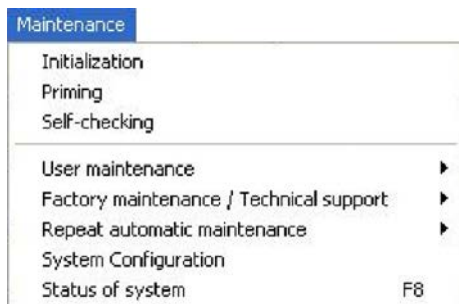 Maintenance
Initialization
Priming
Self-checking
User maintenance
Factory maintenance / Technical support
Repeat automatic maintenance
System Configuration
Status of system F8